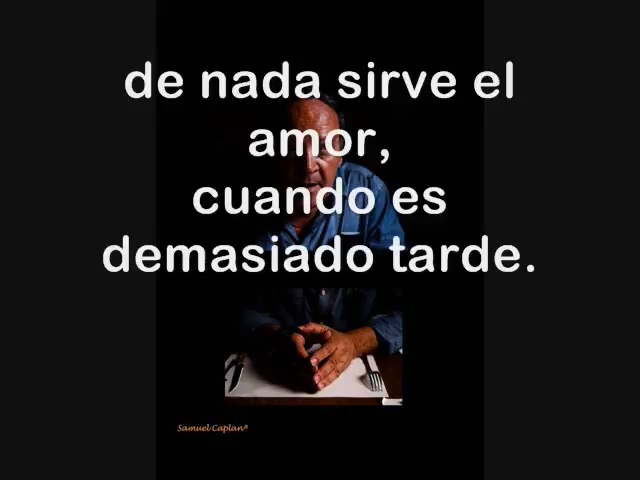 de nada sirve el
amor,
cuando es
demasiado tarde.
Samuel Caplan®